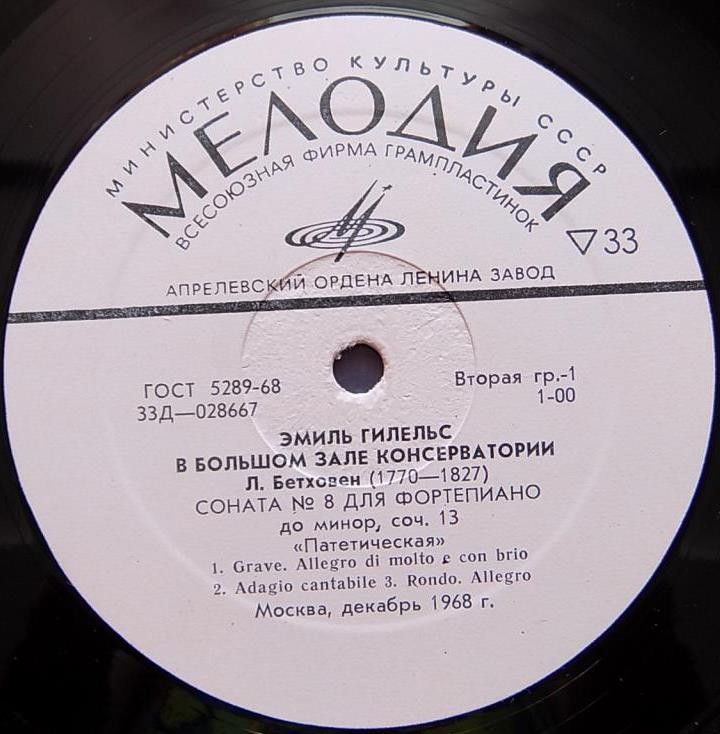 МИНИСТЕРСТВО КУЛЬТУРЫ СССР
МЕЛОДИЯ
ВСЕСОЮЗНАЯ ФИРМА ГРАМПЛАСТИНОК
33
АПРЕЛЕВСКИЙ ОРДЕНА ЛЕНИНА ЗАВОД
ГОСТ 5289-68
33Д—028667
Вторая гр.-1
1-00
ЭМИЛЬ ГИЛЕЛЬС
В БОЛЬШОМ ЗАЛЕ КОНСЕРВАТОРИИ
Л. Бетховен (1770—1827)
СОНАТА № 8 ДЛЯ ФОРТЕПИАНО
до минор, соч. 13
«Патетическая»
1. Grave. Allegro di molto e con brio
2. Adagio cantabile 3. Rondo. Allegro
Москва, декабрь 1968 г.